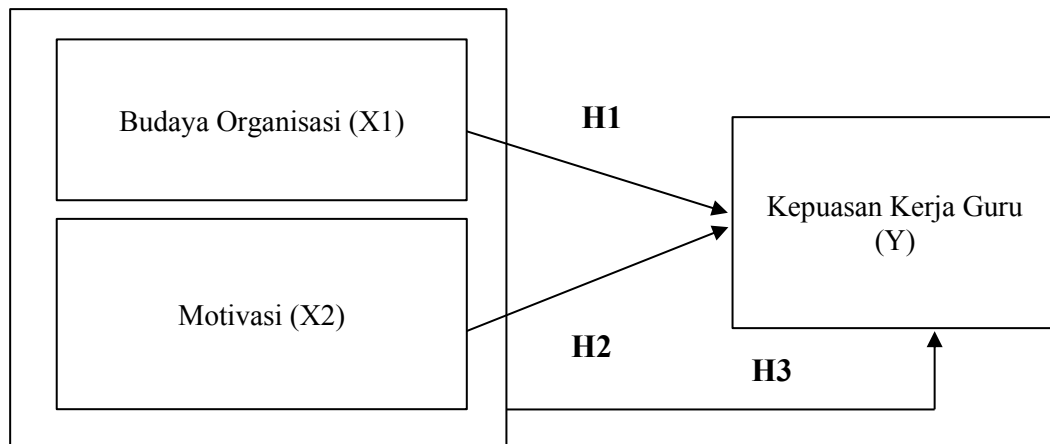 Budaya Organisasi (X1)
H1
Kepuasan Kerja Guru
(Y)
Motivasi (X2)
H2
H3